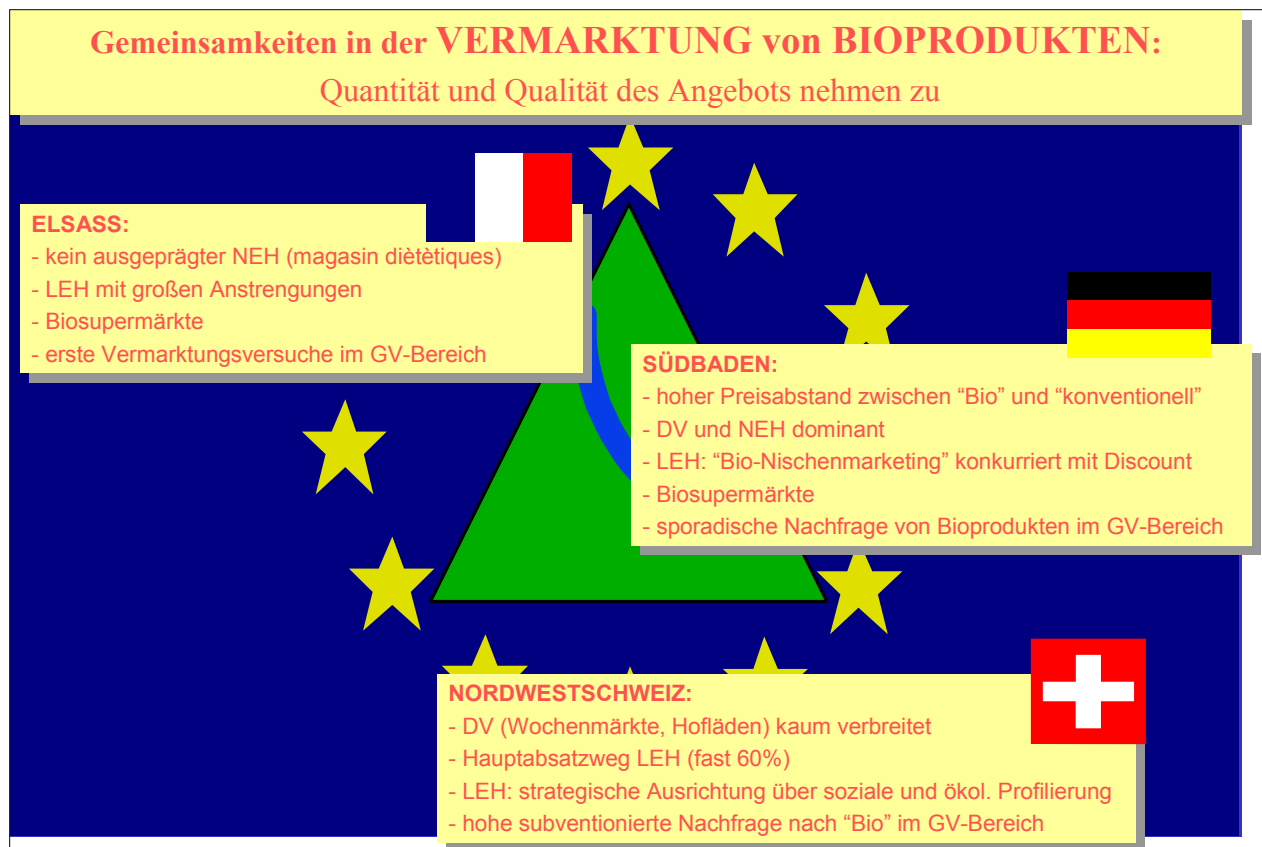 Gemeinsamkeiten in der VERMARKTUNG von BIOPRODUKTEN:
Quantität und Qualität des Angebots nehmen zu
ELSASS:
- kein ausgeprägter NEH (magasin diètètiques)
- LEH mit großen Anstrengungen
- Biosupermärkte
- erste Vermarktungsversuche im GV-Bereich
SÜDBADEN:
- hoher Preisabstand zwischen “Bio” und “konventionell”
- DV und NEH dominant
- LEH: “Bio-Nischenmarketing” konkurriert mit Discount
- Biosupermärkte
- sporadische Nachfrage von Bioprodukten im GV-Bereich
NORDWESTSCHWEIZ:
- DV (Wochenmärkte, Hofläden) kaum verbreitet
- Hauptabsatzweg LEH (fast 60%)
- LEH: strategische Ausrichtung über soziale und ökol. Profilierung
- hohe subventionierte Nachfrage nach “Bio” im GV-Bereich